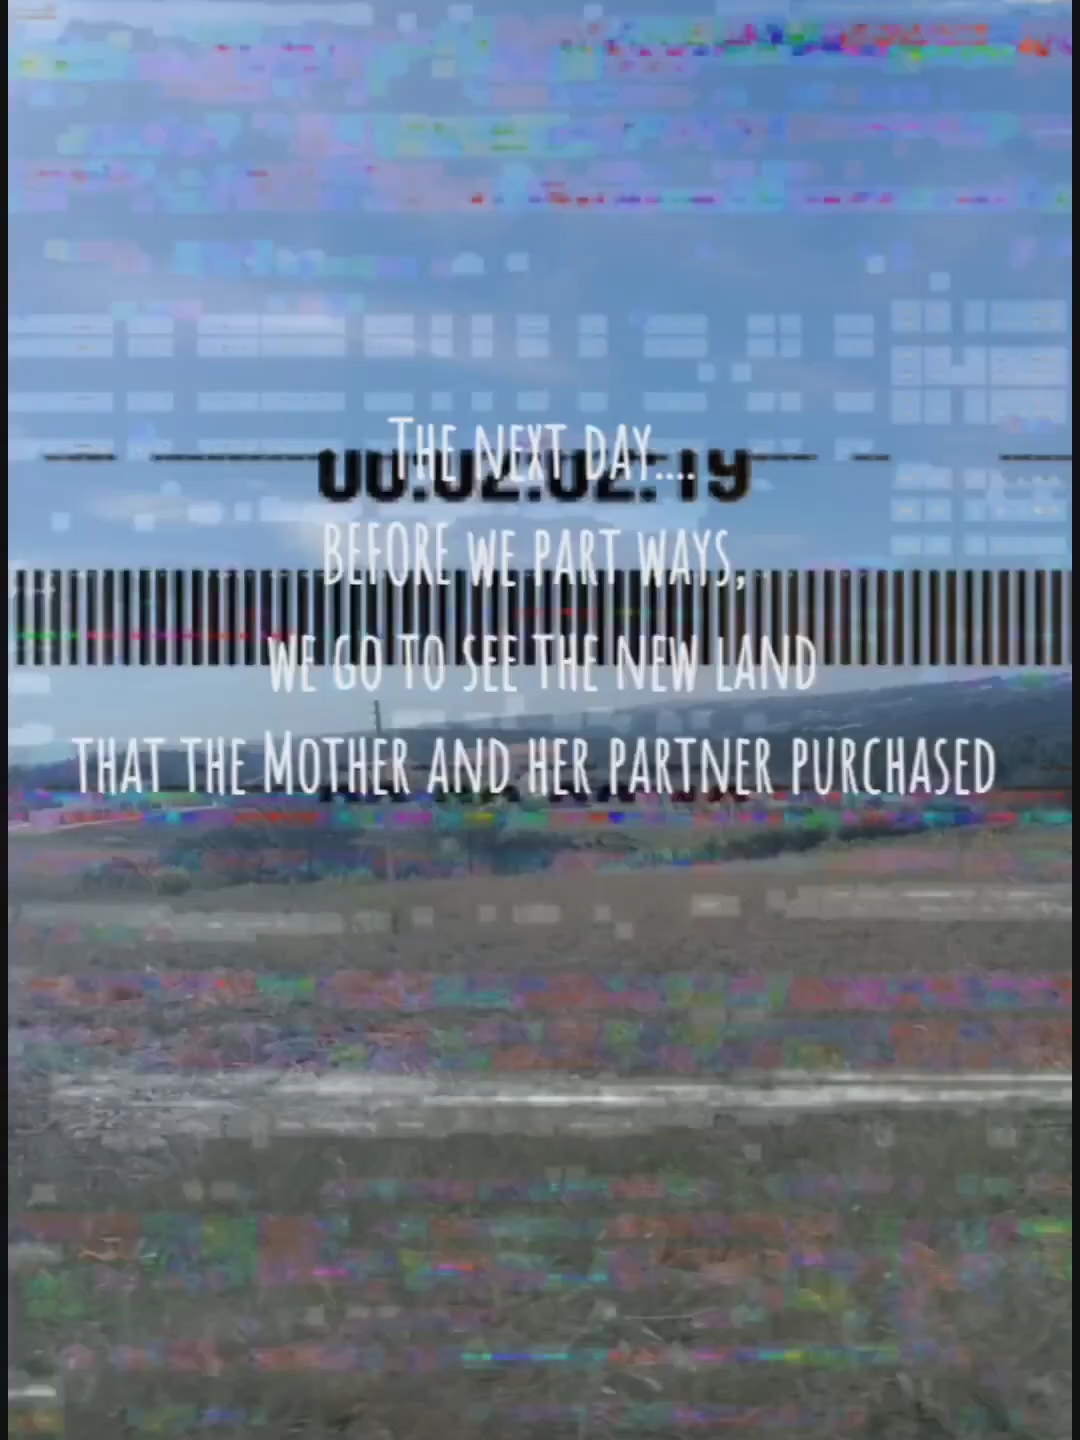 The next day....
before we part ways,
we go to see the new land
that the Mother and her partner purchased